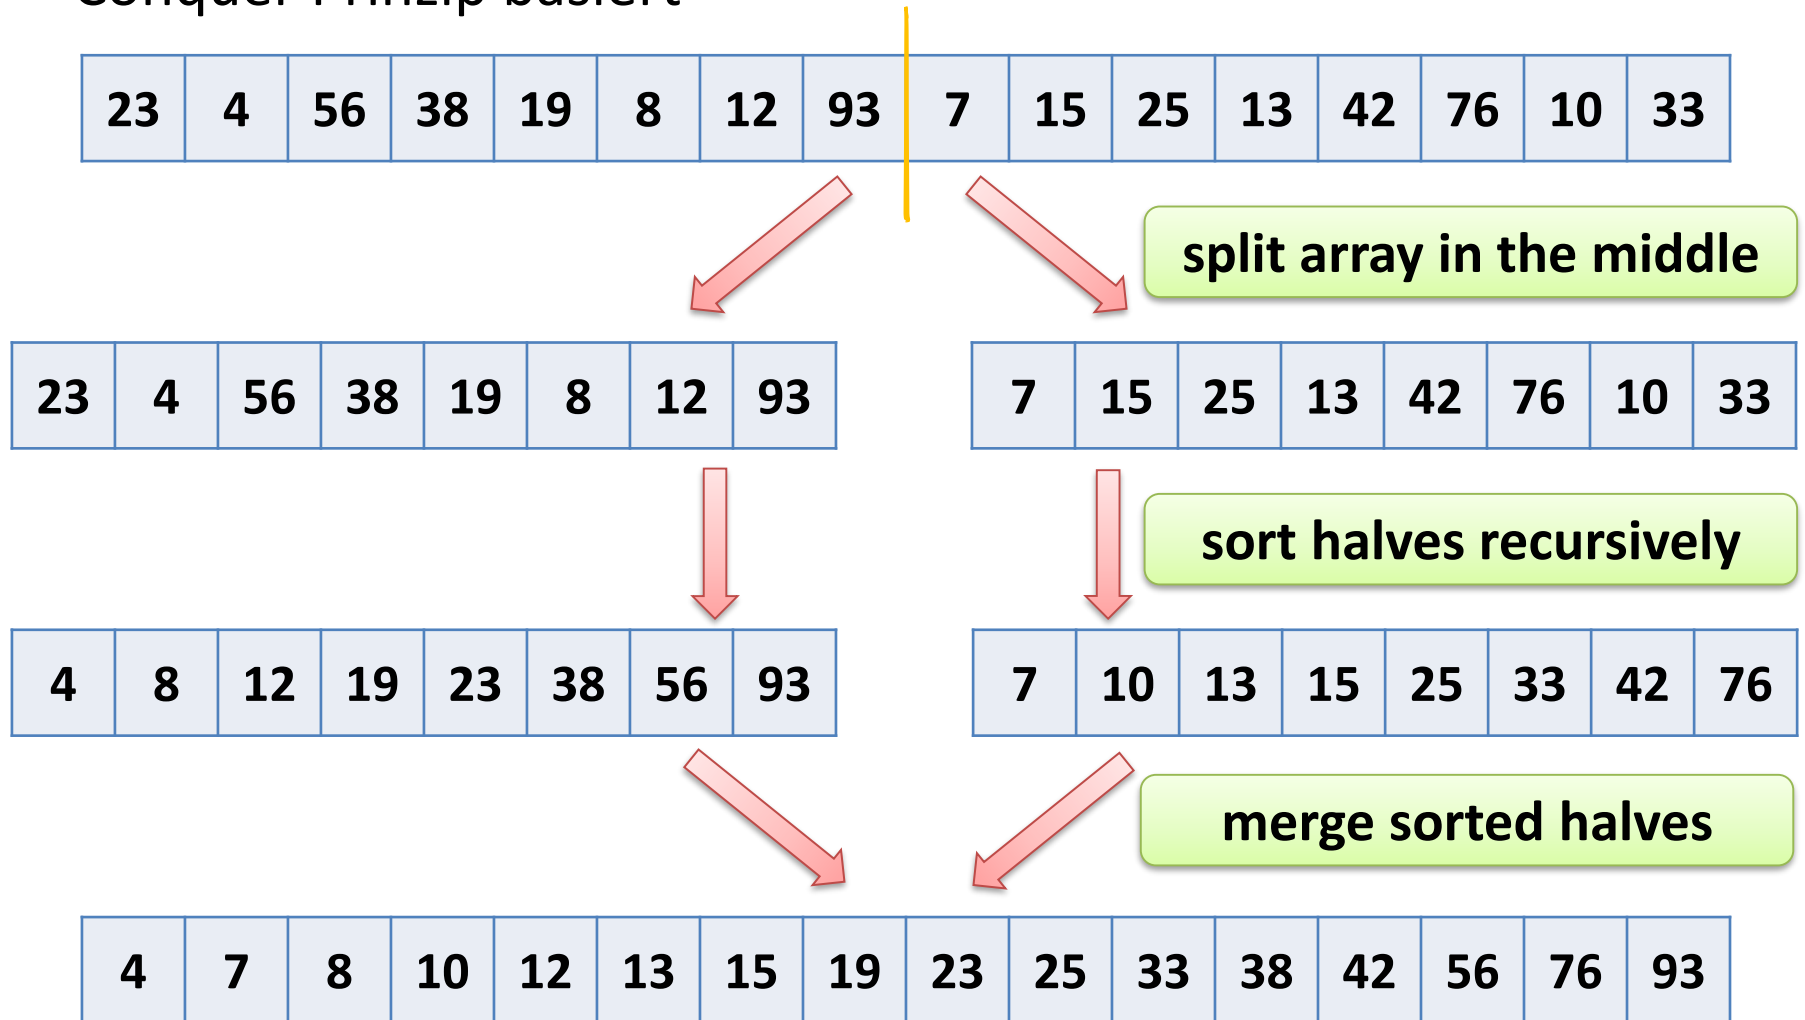 Conquer Prinzip basiert
23 4 56 38 19 8 12 93 7 15 25 13 42 76 10 33
split array in the middle
23 4 56 38 19 8 12 93 7 15 25 13 42 76 10 33
sort halves recursively
4 8 12 19 23 38 56 93 7 10 13 15 25 33 42 76
merge sorted halves
4 7 8 10 12 13 15 19 23 25 33 38 42 56 76 93